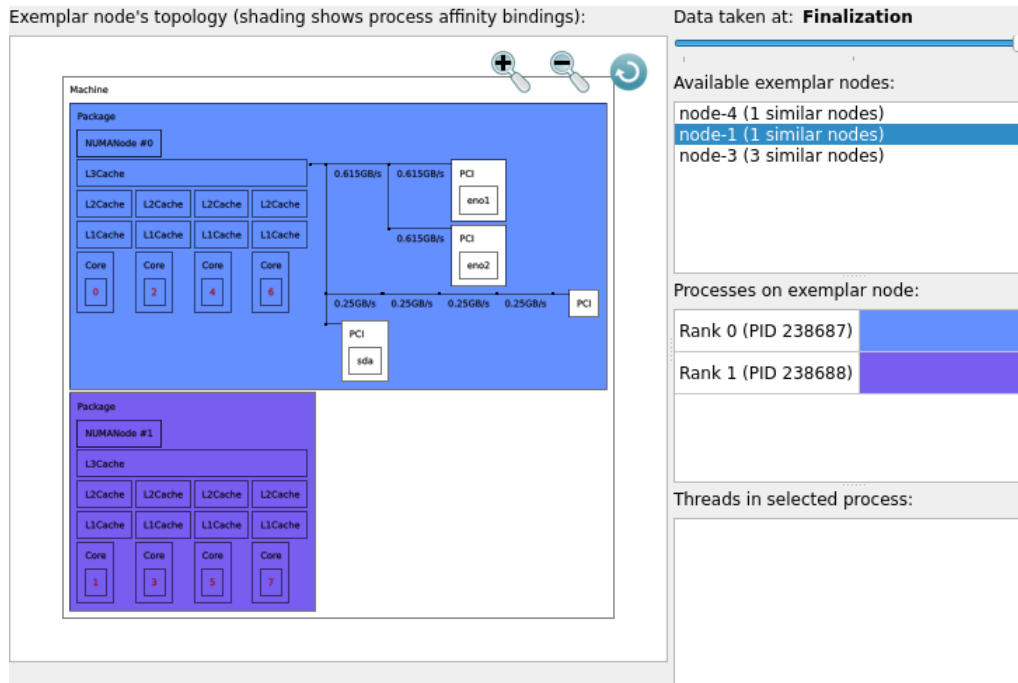 Exemplar node's topology (shading shows process affinity bindings):
Machine
Package
NUMANode #0
L3Cache
L2Cache L2Cache L2Cache L2Cache
L1Cache L1Cache L1Cache L1Cache
Core Core Core Core
0 2 4 6
0.615GB/s 0.615GB/s PCI
eno1
0.615GB/s PCI
eno2
0.25GB/s 0.25GB/s 0.25GB/s 0.25GB/s PCI
PCI
sda
Package
NUMANode #1
L3Cache
L2Cache L2Cache L2Cache L2Cache
L1Cache L1Cache L1Cache L1Cache
Core Core Core Core
1 3 5 7
Data taken at: Finalization
Available exemplar nodes:
node-4 (1 similar nodes)
node-1 (1 similar nodes)
node-3 (3 similar nodes)
Processes on exemplar node:
Rank 0 (PID 238687)
Rank 1 (PID 238688)
Threads in selected process: